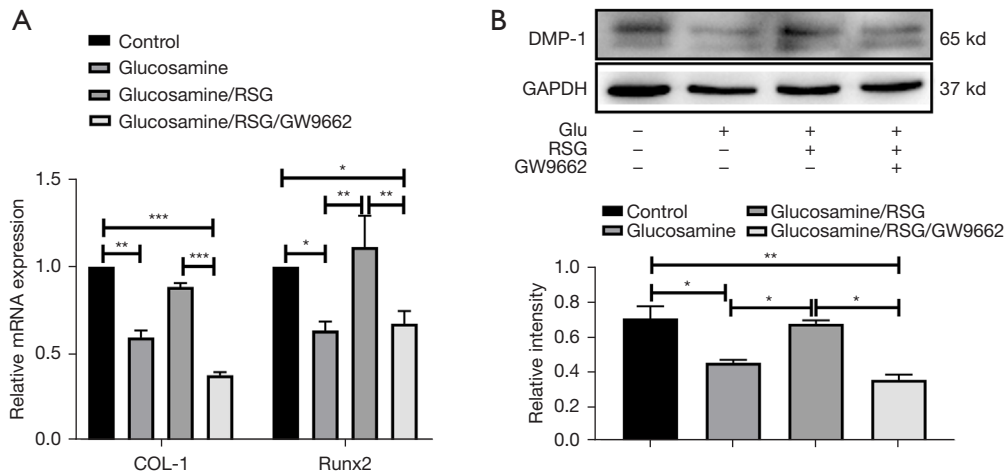 A
Control
Glucosamine
Glucosamine/RSG
Glucosamine/RSG/GW9662
Relative mRNA expression
1.5
1.0
0.5
0.0
***
**
***
*
*
**
**
COL-1
Runx2
B
DMP-1
65 kd
GAPDH
37 kd
Glu – + + +
RSG – – + +
GW9662 – – – +
Control
Glucosamine/RSG
Glucosamine
Glucosamine/RSG/GW9662
Relative intensity
1.0
0.8
0.6
0.4
0.2
0.0
**
*
*
*